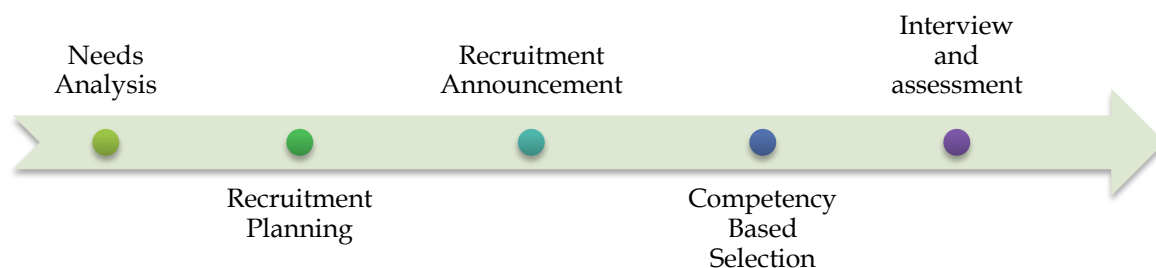 Needs
Analysis
Recruitment
Planning
Recruitment
Announcement
Competency
Based
Selection
Interview
and
assessment